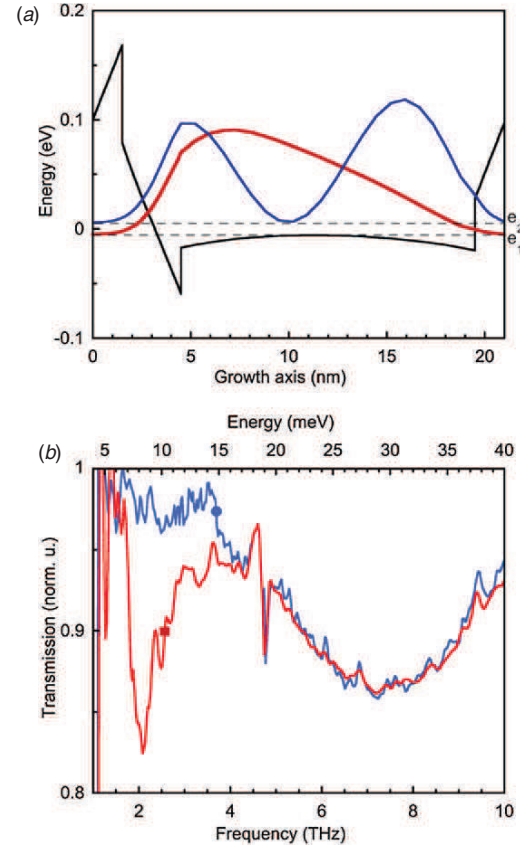 (a)
0.2
0.1
0
-0.1
Energy (eV)
e2
e1
0 5 10 15 20
Growth axis (nm)
Energy (meV)
(b)
5 10 15 20 25 30 35 40
1
0.9
0.8
Transmission (norm. u.)
2 4 6 8 10
Frequency (THz)